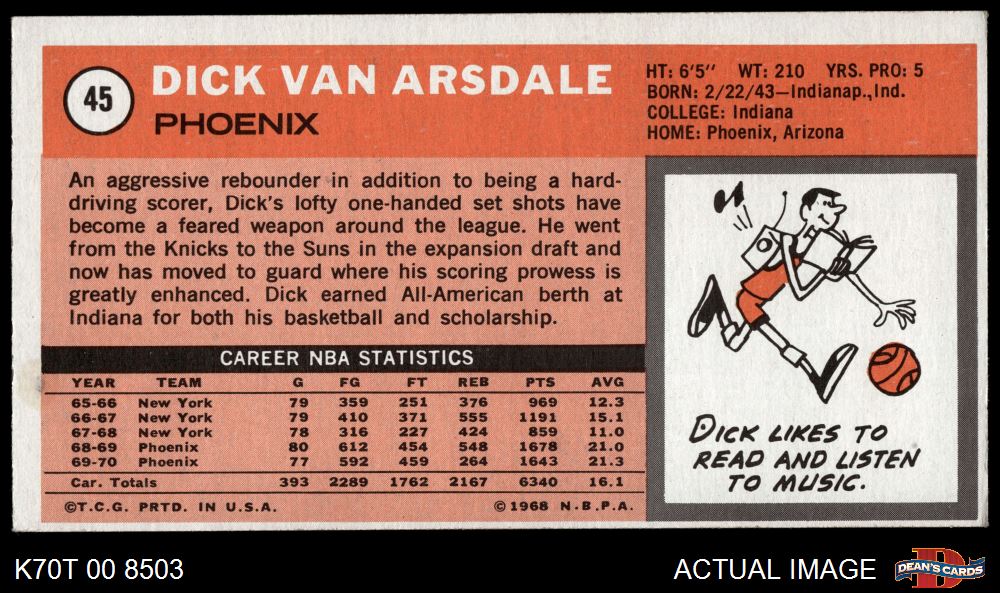 45
DICK VAN ARSDALE
PHOENIX
HT: 6'5" WT: 210 YRS. PRO: 5
BORN: 2/22/43—Indianap.,Ind.
COLLEGE: Indiana
HOME: Phoenix, Arizona
An aggressive rebounder in addition to being a hard-
driving scorer, Dick's lofty one-handed set shots have
become a feared weapon around the league. He went
from the Knicks to the Suns in the expansion draft and
now has moved to guard where his scoring prowess is
greatly enhanced. Dick earned All-American berth at
Indiana for both his basketball and scholarship.
CAREER NBA STATISTICS
YEAR TEAM G FG FT REB PTS AVG
65-66 New York 79 359 251 376 969 12.3
66-67 New York 79 410 371 555 1191 15.1
67-68 New York 78 316 227 424 859 11.0
68-69 Phoenix 80 612 454 548 1678 21.0
69-70 Phoenix 77 592 459 264 1643 21.3
Car. Totals 393 2289 1762 2167 6340 16.1
©T.C.G. PRTD. IN U.S.A. ©1968 N.B.P.A.
DICK LIKES TO
READ AND LISTEN
TO MUSIC.
K70T 00 8503
ACTUAL IMAGE
D
DEAN'S CARDS